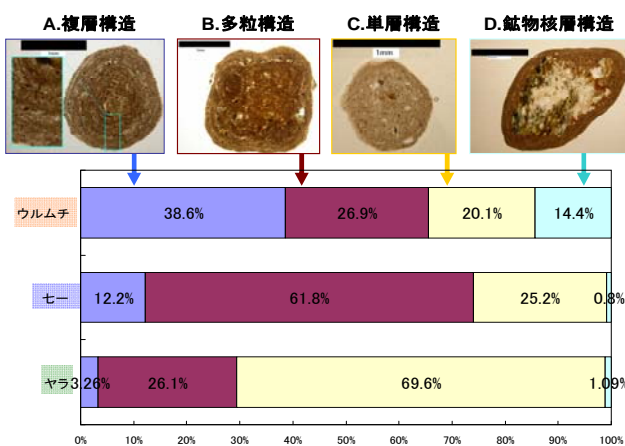 A.複層構造 B.多粒構造 C.単層構造 D.鉱物核層構造
1mm
ウルムチ 38.6% 26.9% 20.1% 14.4%
七一 12.2% 61.8% 25.2% 0.8%
ヤラ 3.26% 26.1% 69.6% 1.09%
0% 10% 20% 30% 40% 50% 60% 70% 80% 90% 100%